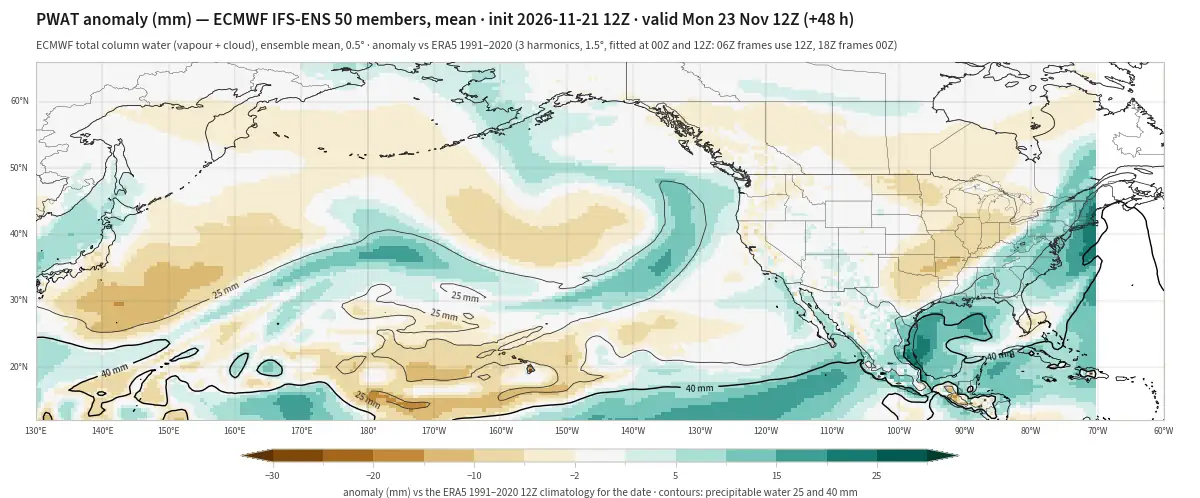 PWAT anomaly (mm) — ECMWF IFS-ENS 50 members, mean · init 2026-11-21 12Z · valid Mon 23 Nov 12Z (+48 h)
ECMWF total column water (vapour + cloud), ensemble mean, 0.5° · anomaly vs ERA5 1991–2020 (3 harmonics, 1.5°, fitted at 00Z and 12Z: 06Z frames use 12Z, 18Z frames 00Z)
60°N
50°N
40°N
30°N
20°N
25 mm
25 mm
25 mm
40 mm
40 mm
40 mm
25 mm
130°E 140°E 150°E 160°E 170°E 180° 170°W 160°W 150°W 140°W 130°W 120°W 110°W 100°W 90°W 80°W 70°W 60°W
−30 −20 −10 −2 5 15 25
anomaly (mm) vs the ERA5 1991–2020 12Z climatology for the date · contours: precipitable water 25 and 40 mm